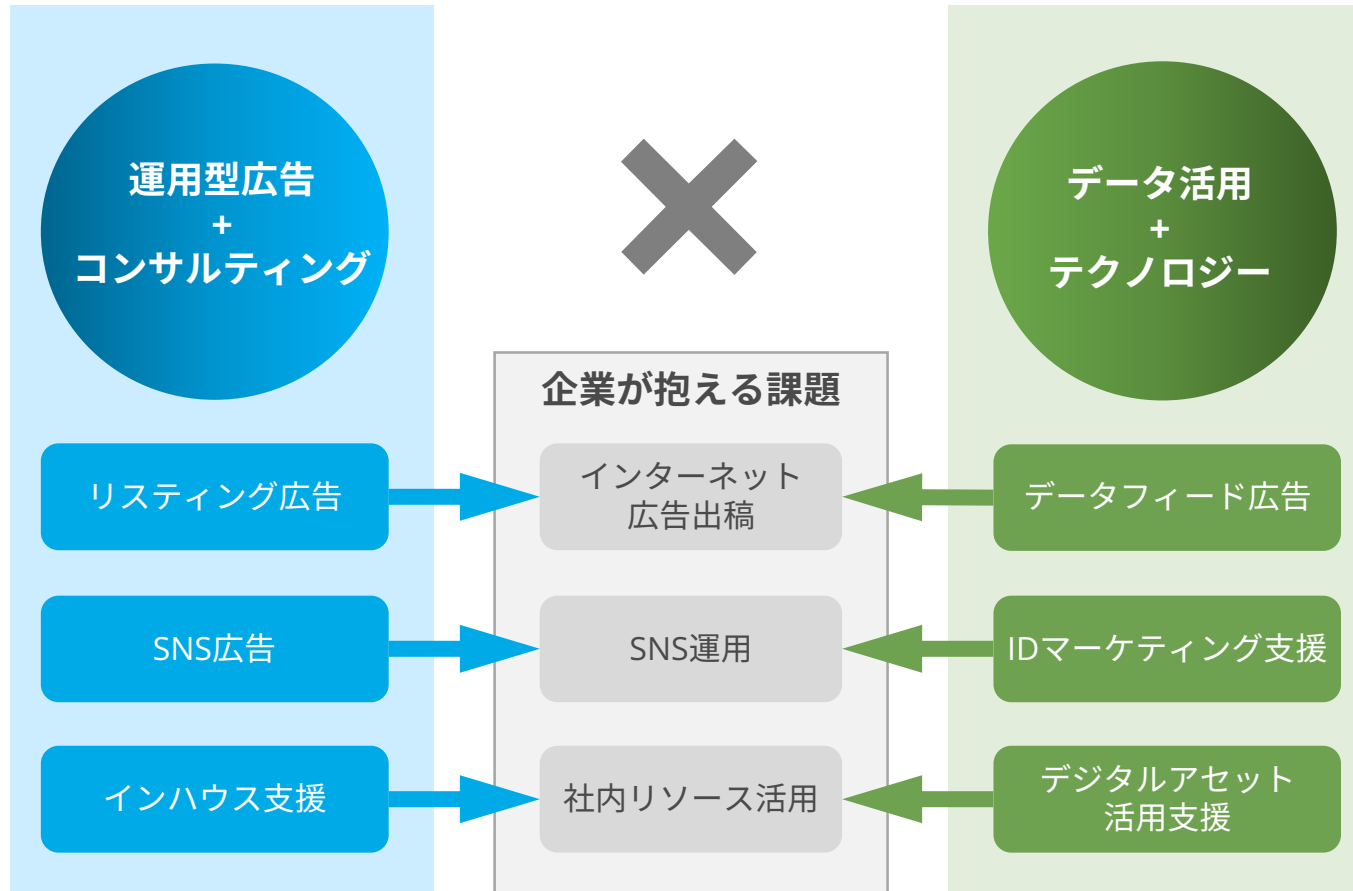 運用型広告
+
コンサルティング
データ活用
+
テクノロジー
企業が抱える課題
リスティング広告
インターネット
広告出稿
データフィード広告
SNS広告
SNS運用
IDマーケティング支援
インハウス支援
社内リソース活用
デジタルアセット
活用支援